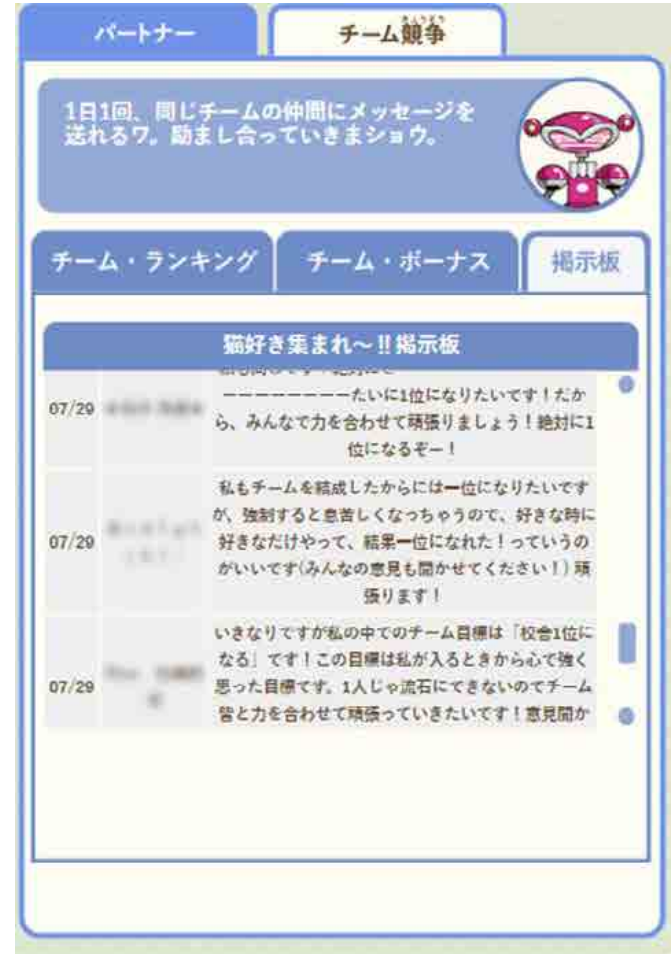 パートナー
チーム競争
1日1回、同じチームの仲間にメッセージを
送れるワ。励まし合っていきまショウ。
チーム・ランキング
チーム・ボーナス
掲示板
猫好き集まれ～!!掲示板
07/29
ーーーーーーーーーたいに1位になりたいです！だか
ら、みんなで力を合わせて頑張りましょう！絶対に1
位になるぞー！
07/29
私もチームを結成したからには一位になりたいです
が、強制すると息苦しくなっちゃうので、好きな時に
好きなだけやって、結果一位になれた！っていうの
がいいです(みんなの意見も聞かせてください！) 頑
張ります！
07/29
いきなりですが私の中でのチーム目標は「校舎1位に
なる」です！この目標は私が入るときから心で強く
思った目標です。1人じゃ流石にできないのでチーム
皆と力を合わせて頑張っていきたいです！意見聞か